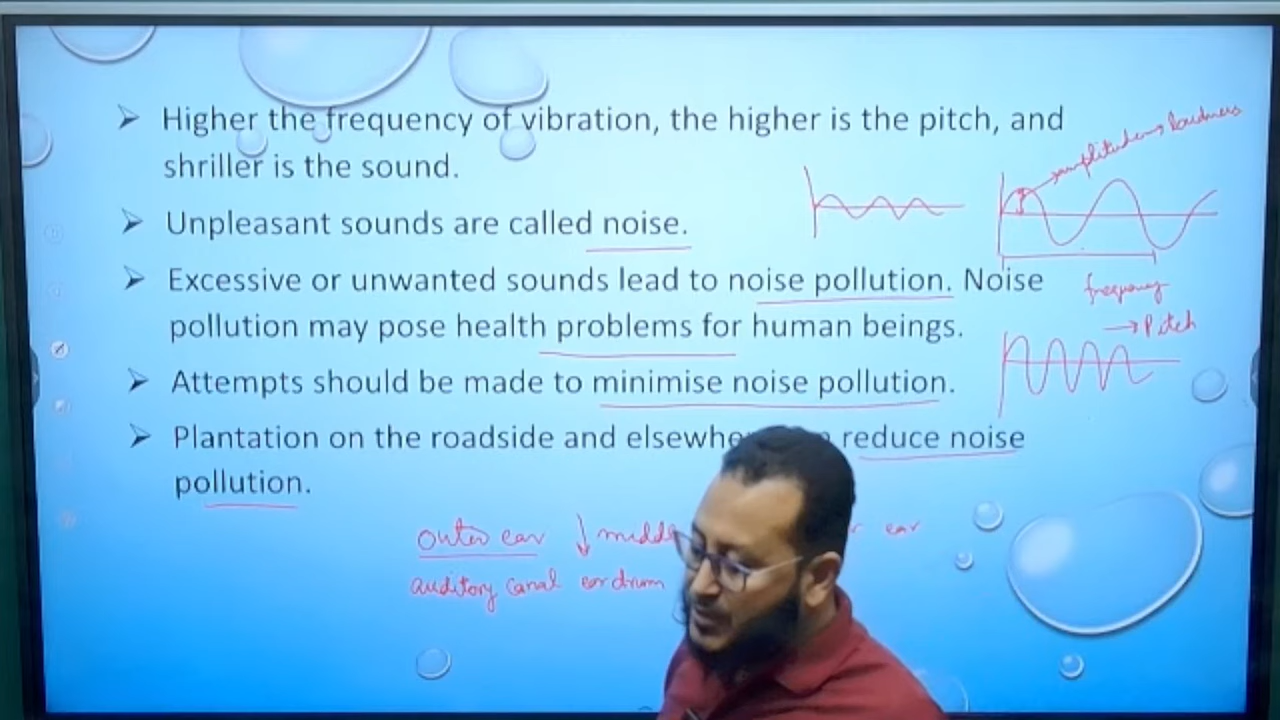 ➢ Higher the frequency of vibration, the higher is the pitch, and
shriller is the sound.
➢ Unpleasant sounds are called noise.
➢ Excessive or unwanted sounds lead to noise pollution. Noise
pollution may pose health problems for human beings.
➢ Attempts should be made to minimise noise pollution.
➢ Plantation on the roadside and elsewhe reduce noise
pollution.
loudness
frequency
→ Pitch
outer ear ↓ ear
auditory canal eardrum